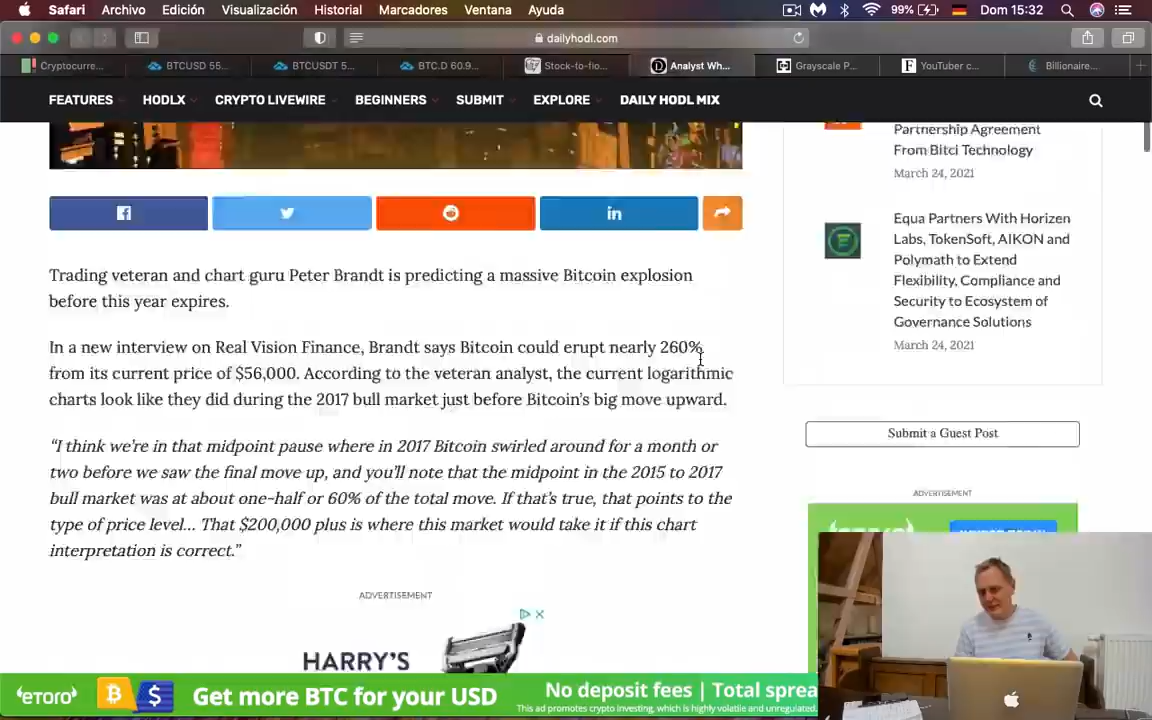 Safari Archivo Edición Visualización Historial Marcadores Ventana Ayuda 99% Dom 15:32
dailyhodl.com
Cryptocurre... BTCUSD 55... BTCUSDT 5... BTC.D 60.9... Stock-to-flo... Analyst Wh... Grayscale P... YouTuber c... Billionaire...
FEATURES HODLX CRYPTO LIVEWIRE BEGINNERS SUBMIT EXPLORE DAILY HODL MIX
Partnership Agreement
From Bitci Technology
March 24, 2021
Equa Partners With Horizen
Labs, TokenSoft, AIKON and
Polymath to Extend
Flexibility, Compliance and
Security to Ecosystem of
Governance Solutions
March 24, 2021
Trading veteran and chart guru Peter Brandt is predicting a massive Bitcoin explosion
before this year expires.
In a new interview on Real Vision Finance, Brandt says Bitcoin could erupt nearly 260%
from its current price of $56,000. According to the veteran analyst, the current logarithmic
charts look like they did during the 2017 bull market just before Bitcoin's big move upward.
“I think we're in that midpoint pause where in 2017 Bitcoin swirled around for a month or
two before we saw the final move up, and you'll note that the midpoint in the 2015 to 2017
bull market was at about one-half or 60% of the total move. If that's true, that points to the
type of price level… That $200,000 plus is where this market would take it if this chart
interpretation is correct.”
Submit a Guest Post
ADVERTISEMENT
ADVERTISEMENT
HARRY'S
eToro Get more BTC for your USD
No deposit fees | Total sprea
This ad promotes crypto investing, which is highly volatile and unregulated.